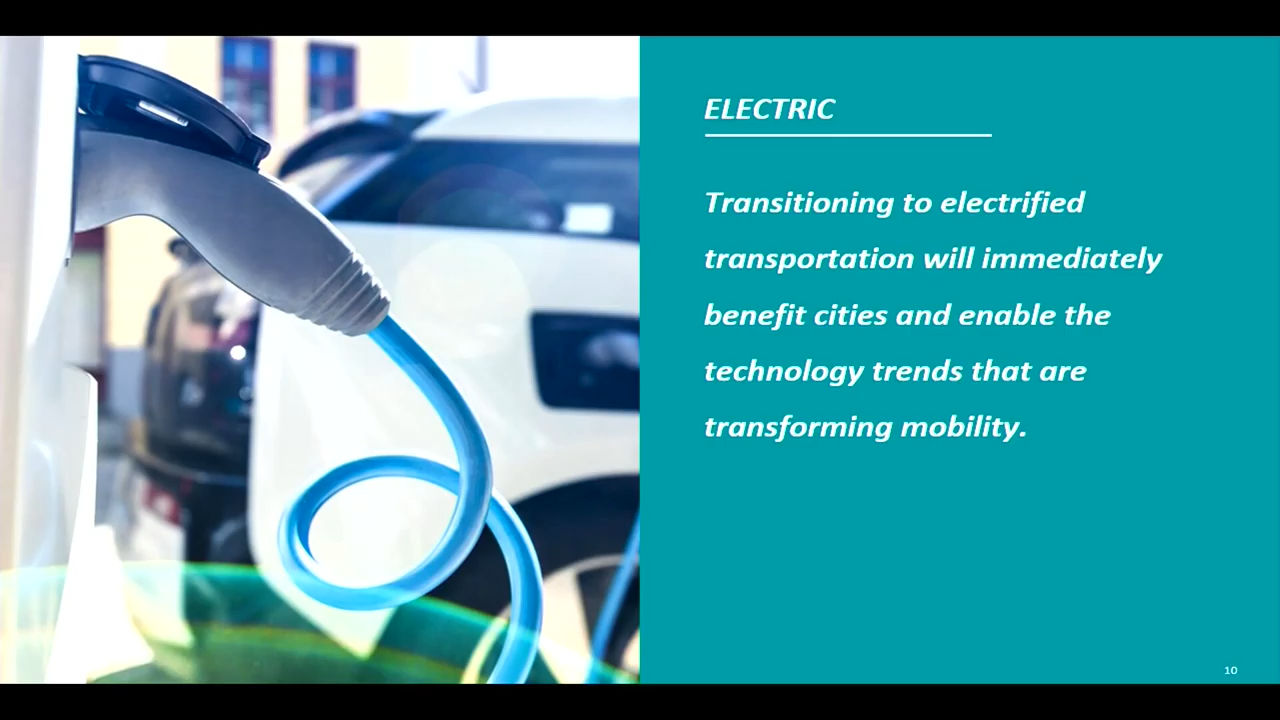 ELECTRIC
Transitioning to electrified
transportation will immediately
benefit cities and enable the
technology trends that are
transforming mobility.
10